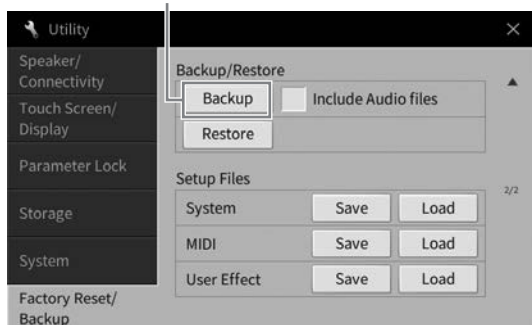 Utility
Speaker/
Connectivity
Touch Screen/
Display
Parameter Lock
Storage
System
Factory Reset/
Backup
Backup/Restore
Backup Include Audio files
Restore
2/2
Setup Files
System Save Load
MIDI Save Load
User Effect Save Load